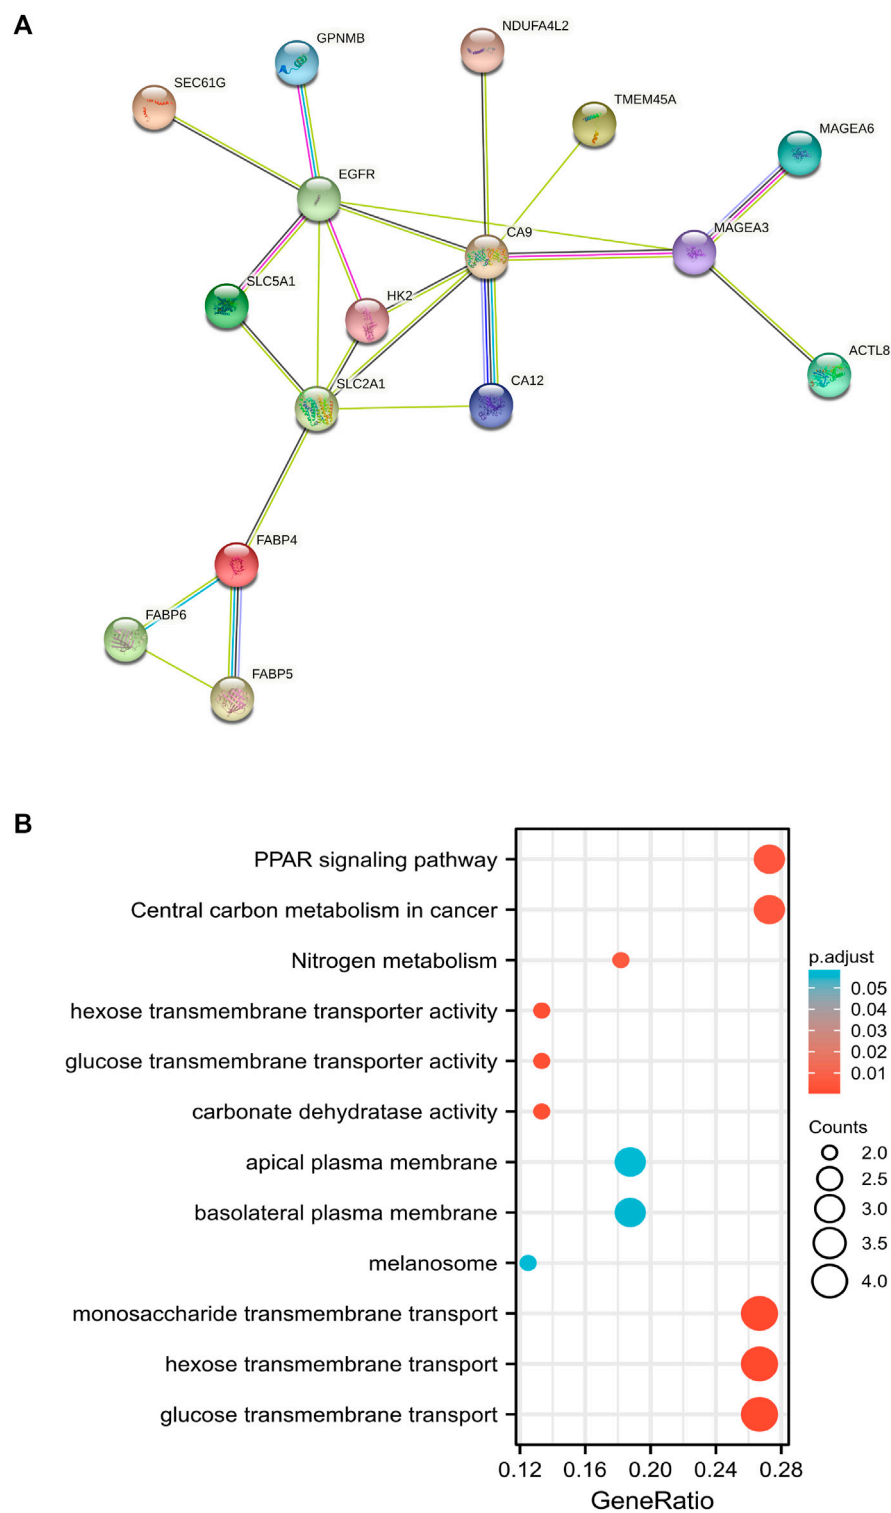 A
GPNMB
NDUFA4L2
SEC61G
TMEM45A
MAGEA6
EGFR
CA9
MAGEA3
SLC5A1
HK2
ACTL8
SLC2A1
CA12
FABP4
FABP6
FABP5
B
PPAR signaling pathway
Central carbon metabolism in cancer
Nitrogen metabolism
hexose transmembrane transporter activity
glucose transmembrane transporter activity
carbonate dehydratase activity
apical plasma membrane
basolateral plasma membrane
melanosome
monosaccharide transmembrane transport
hexose transmembrane transport
glucose transmembrane transport
0.12 0.16 0.20 0.24 0.28
GeneRatio
p.adjust
0.05
0.04
0.03
0.02
0.01
Counts
2.0
2.5
3.0
3.5
4.0